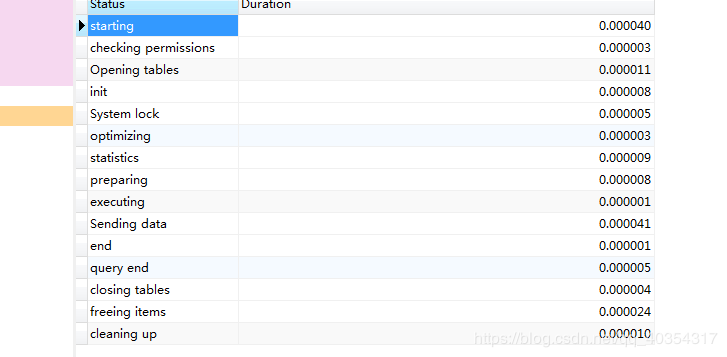 Status Duration
starting 0.000040
checking permissions 0.000003
Opening tables 0.000011
init 0.000008
System lock 0.000005
optimizing 0.000003
statistics 0.000009
preparing 0.000008
executing 0.000001
Sending data 0.000041
end 0.000001
query end 0.000005
closing tables 0.000004
freeing items 0.000024
cleaning up 0.000010
https://blog.csdn.net/qq_40354317